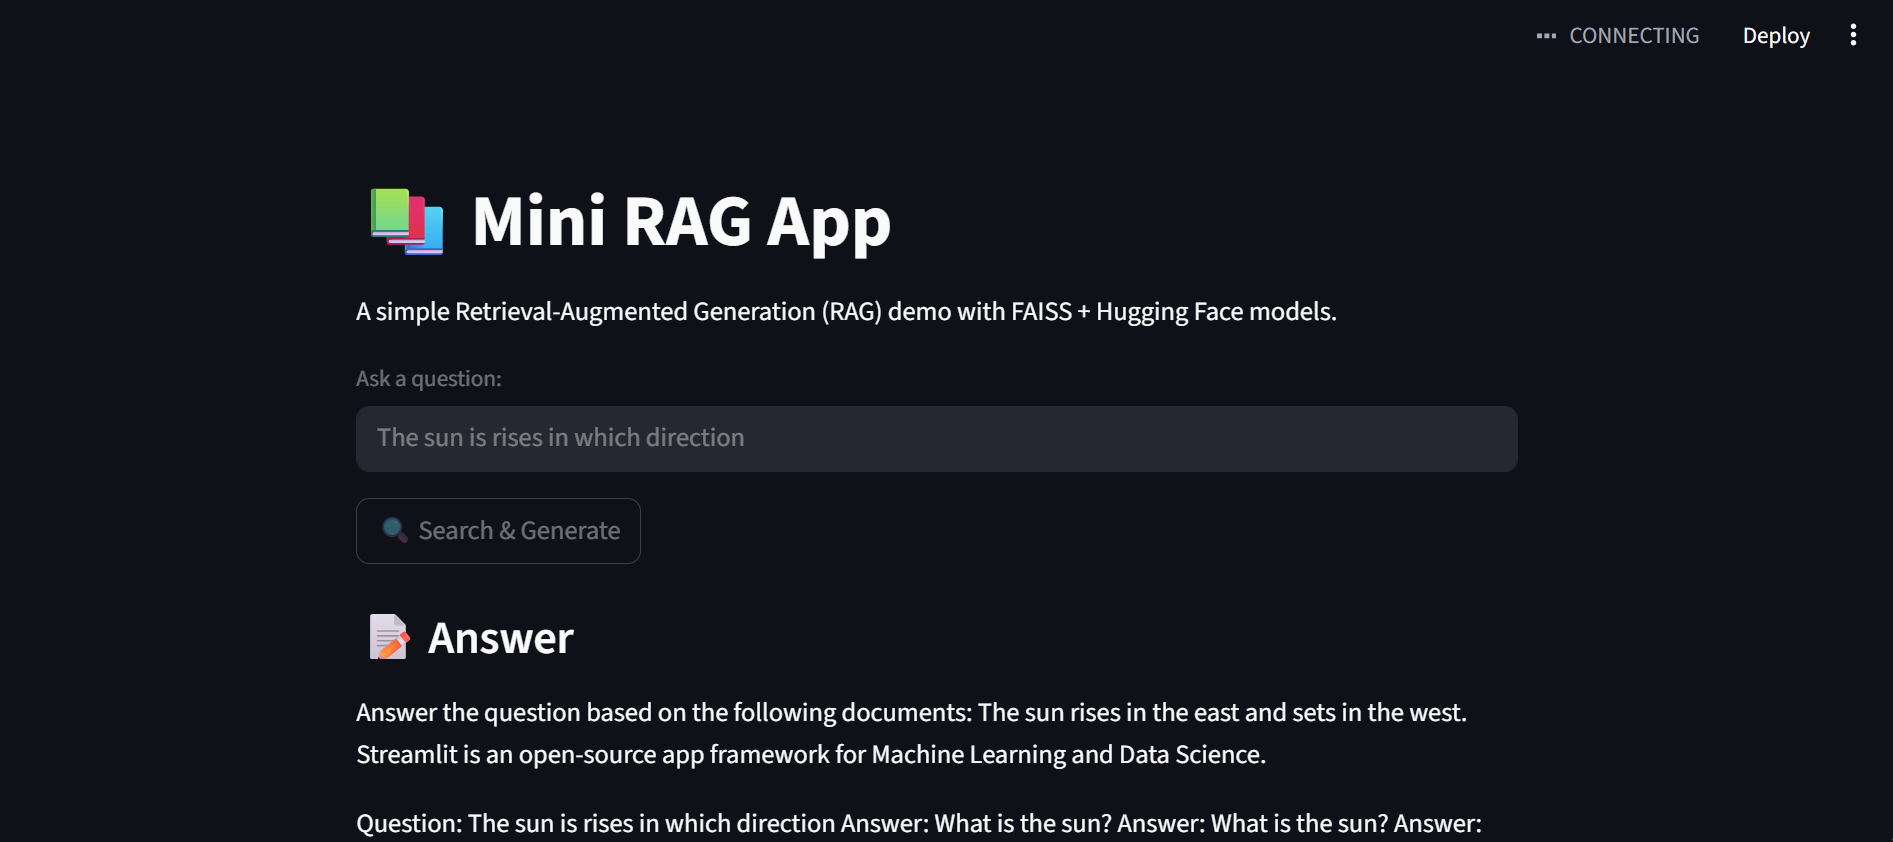 CONNECTING Deploy
Mini RAG App
A simple Retrieval-Augmented Generation (RAG) demo with FAISS + Hugging Face models.
Ask a question:
The sun is rises in which direction
Search & Generate
Answer
Answer the question based on the following documents: The sun rises in the east and sets in the west.
Streamlit is an open-source app framework for Machine Learning and Data Science.
Question: The sun is rises in which direction Answer: What is the sun? Answer: What is the sun? Answer: